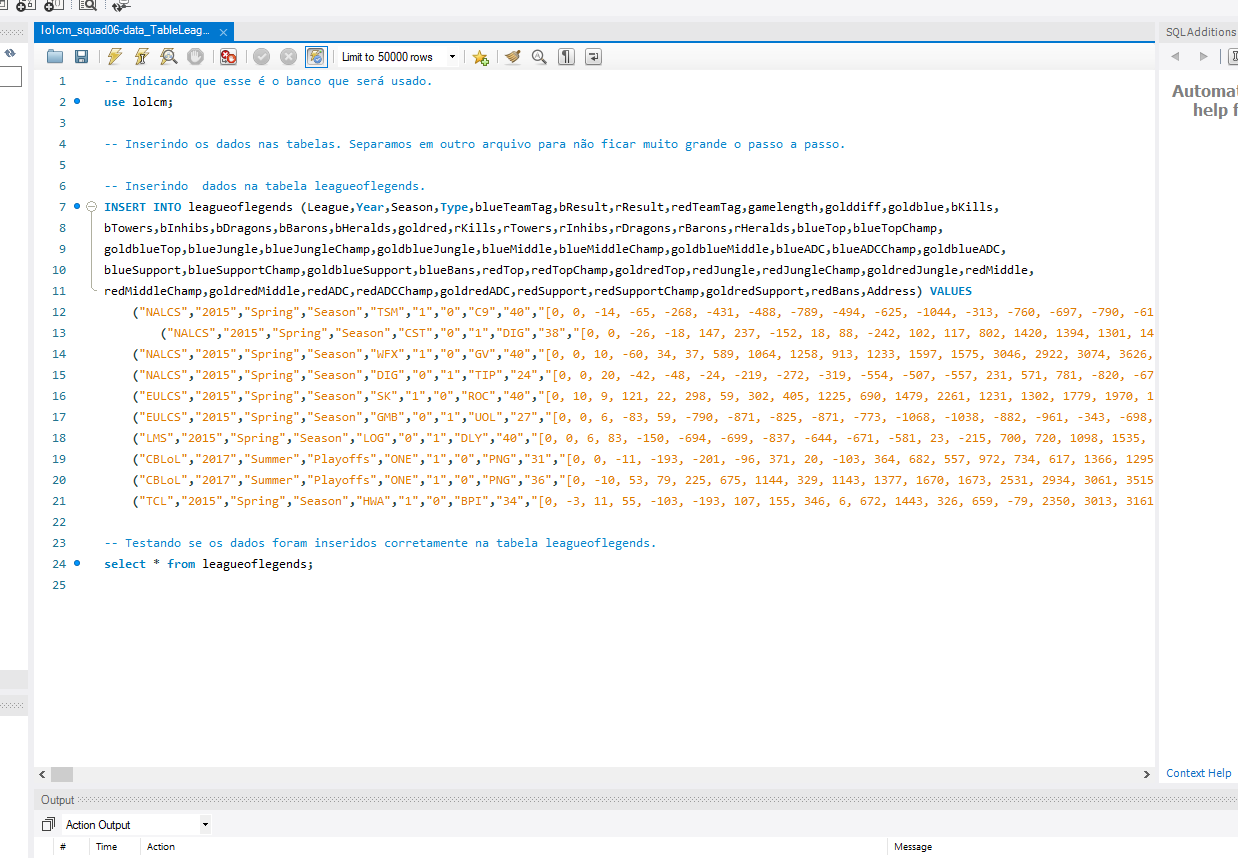 lolcm_squad06-data_TableLeag...
SQLAdditions
Limit to 50000 rows
Automat
help f
1 -- Indicando que esse é o banco que será usado.
2 use lolcm;
3
4 -- Inserindo os dados nas tabelas. Separamos em outro arquivo para não ficar muito grande o passo a passo.
5
6 -- Inserindo  dados na tabela leagueoflegends.
7 INSERT INTO leagueoflegends (League,Year,Season,Type,blueTeamTag,bResult,rResult,redTeamTag,gamelength,golddiff,goldblue,bKills,
8 bTowers,bInhibs,bDragons,bBarons,bHeralds,goldred,rKills,rTowers,rInhibs,rDragons,rBarons,rHeralds,blueTop,blueTopChamp,
9 goldblueTop,blueJungle,blueJungleChamp,goldblueJungle,blueMiddle,blueMiddleChamp,goldblueMiddle,blueADC,blueADCChamp,goldblueADC,
10 blueSupport,blueSupportChamp,goldblueSupport,blueBans,redTop,redTopChamp,goldredTop,redJungle,redJungleChamp,goldredJungle,redMiddle,
11 redMiddleChamp,goldredMiddle,redADC,redADCChamp,goldredADC,redSupport,redSupportChamp,goldredSupport,redBans,Address) VALUES
12 ("NALCS","2015","Spring","Season","TSM","1","0","C9","40","[0, 0, -14, -65, -268, -431, -488, -789, -494, -625, -1044, -313, -760, -697, -790, -61
13 ("NALCS","2015","Spring","Season","CST","0","1","DIG","38","[0, 0, -26, -18, 147, 237, -152, 18, 88, -242, 102, 117, 802, 1420, 1394, 1301, 14
14 ("NALCS","2015","Spring","Season","WFX","1","0","GV","40","[0, 0, 10, -60, 34, 37, 589, 1064, 1258, 913, 1233, 1597, 1575, 3046, 2922, 3074, 3626,
15 ("NALCS","2015","Spring","Season","DIG","0","1","TIP","24","[0, 0, 20, -42, -48, -24, -219, -272, -319, -554, -507, -557, 231, 571, 781, -820, -67
16 ("EULCS","2015","Spring","Season","SK","1","0","ROC","40","[0, 10, 9, 121, 22, 298, 59, 302, 405, 1225, 690, 1479, 2261, 1231, 1302, 1779, 1970, 1
17 ("EULCS","2015","Spring","Season","GMB","0","1","UOL","27","[0, 0, 6, -83, 59, -790, -871, -825, -871, -773, -1068, -1038, -882, -961, -343, -698,
18 ("LMS","2015","Spring","Season","LOG","0","1","DLY","40","[0, 0, 6, 83, -150, -694, -699, -837, -644, -671, -581, 23, -215, 700, 720, 1098, 1535,
19 ("CBLoL","2017","Summer","Playoffs","ONE","1","0","PNG","31","[0, 0, -11, -193, -201, -96, 371, 20, -103, 364, 682, 557, 972, 734, 617, 1366, 1295
20 ("CBLoL","2017","Summer","Playoffs","ONE","1","0","PNG","36","[0, -10, 53, 79, 225, 675, 1144, 329, 1143, 1377, 1670, 1673, 2531, 2934, 3061, 3515
21 ("TCL","2015","Spring","Season","HWA","1","0","BPI","34","[0, -3, 11, 55, -103, -193, 107, 155, 346, 6, 672, 1443, 326, 659, -79, 2350, 3013, 3161
22
23 -- Testando se os dados foram inseridos corretamente na tabela leagueoflegends.
24 select * from leagueoflegends;
25
Context Help
Output
Action Output
# Time Action Message